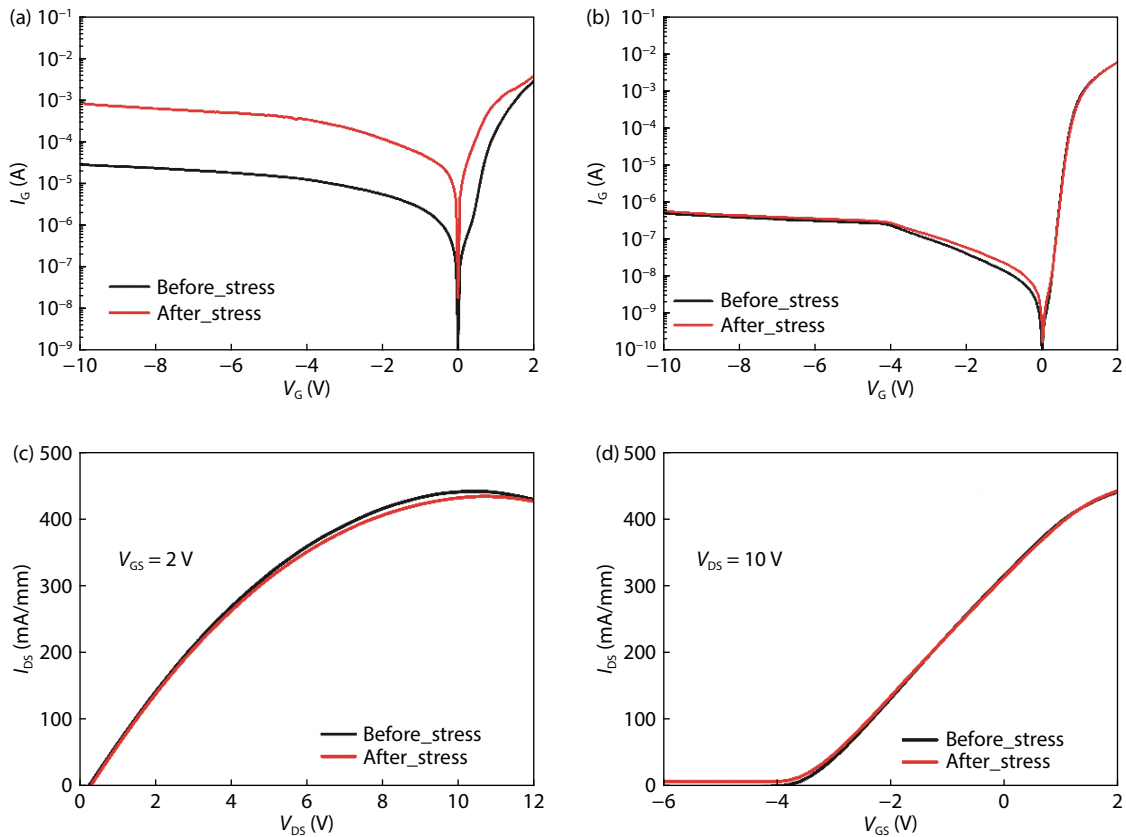 (a)
10⁻¹
10⁻²
10⁻³
10⁻⁴
10⁻⁵
10⁻⁶
10⁻⁷
10⁻⁸
10⁻⁹
I_G (A)
Before_stress
After_stress
−10 −8 −6 −4 −2 0 2
V_G (V)
(b)
10⁻¹
10⁻²
10⁻³
10⁻⁴
10⁻⁵
10⁻⁶
10⁻⁷
10⁻⁸
10⁻⁹
10⁻¹⁰
I_G (A)
Before_stress
After_stress
−10 −8 −6 −4 −2 0 2
V_G (V)
(c)
500
400
300
200
100
0
I_DS (mA/mm)
V_GS = 2 V
Before_stress
After_stress
0 2 4 6 8 10 12
V_DS (V)
(d)
500
400
300
200
100
0
I_DS (mA/mm)
V_DS = 10 V
Before_stress
After_stress
−6 −4 −2 0 2
V_GS (V)